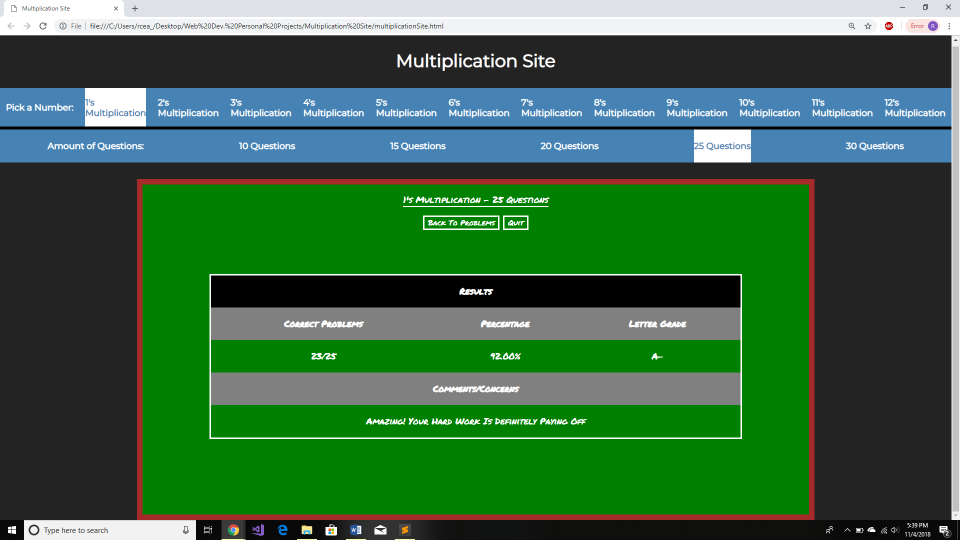 Multiplication Site
File
file:///C:/Users/rcea_/Desktop/Web%20Dev.%20Personal%20Projects/Multiplication%20Site/multiplicationSite.html
Error
Multiplication Site
Pick a Number:
1's Multiplication
2's Multiplication
3's Multiplication
4's Multiplication
5's Multiplication
6's Multiplication
7's Multiplication
8's Multiplication
9's Multiplication
10's Multiplication
11's Multiplication
12's Multiplication
Amount of Questions: 10 Questions 15 Questions 20 Questions 25 Questions 30 Questions
1's Multiplication - 25 Questions
Back To Problems Quit
Results
Correct Problems Percentage Letter Grade
23/25 92.00% A-
Comments/Concerns
Amazing! Your Hard Work Is Definitely Paying Off
Type here to search
5:39 PM
11/4/2018